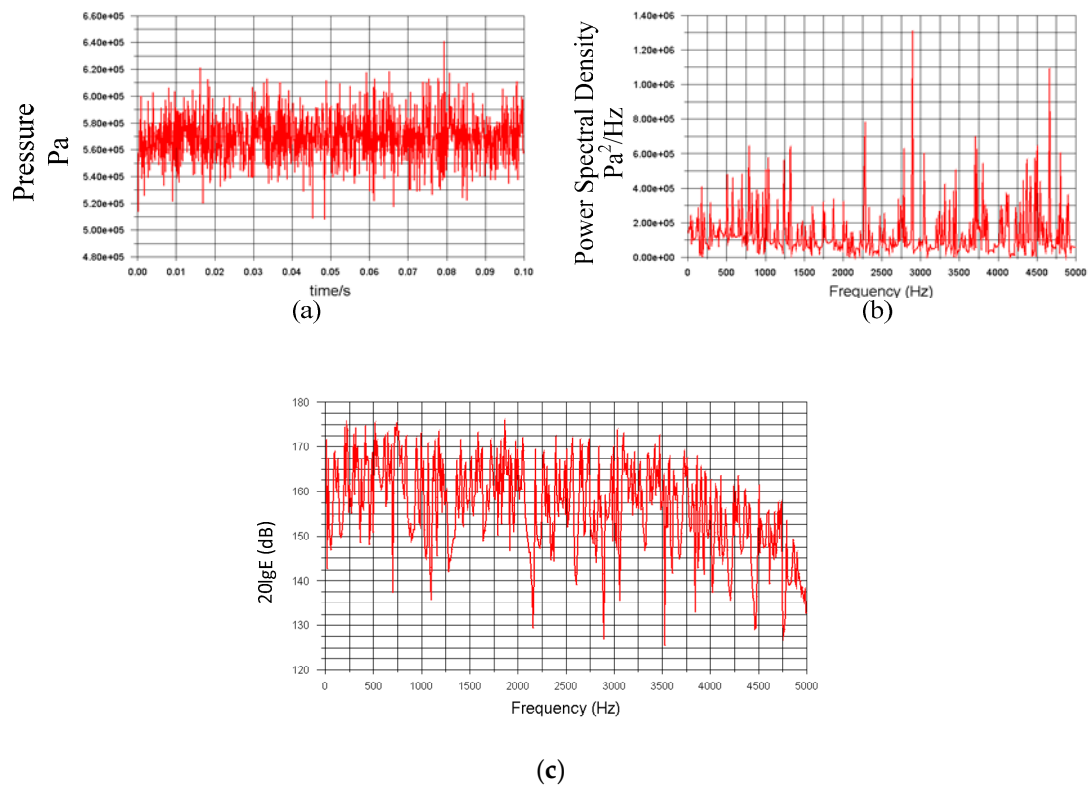 Pressure
Pa
6.60e+05
6.40e+05
6.20e+05
6.00e+05
5.80e+05
5.60e+05
5.40e+05
5.20e+05
5.00e+05
4.80e+05
0.00 0.01 0.02 0.03 0.04 0.05 0.06 0.07 0.08 0.09 0.10
time/s
(a)
Power Spectral Density
Pa²/Hz
1.40e+06
1.20e+06
1.00e+06
8.00e+05
6.00e+05
4.00e+05
2.00e+05
0.00e+00
0 500 1000 1500 2000 2500 3000 3500 4000 4500 5000
Frequency (Hz)
(b)
20lgE (dB)
180
170
160
150
140
130
120
0 500 1000 1500 2000 2500 3000 3500 4000 4500 5000
Frequency (Hz)
(c)